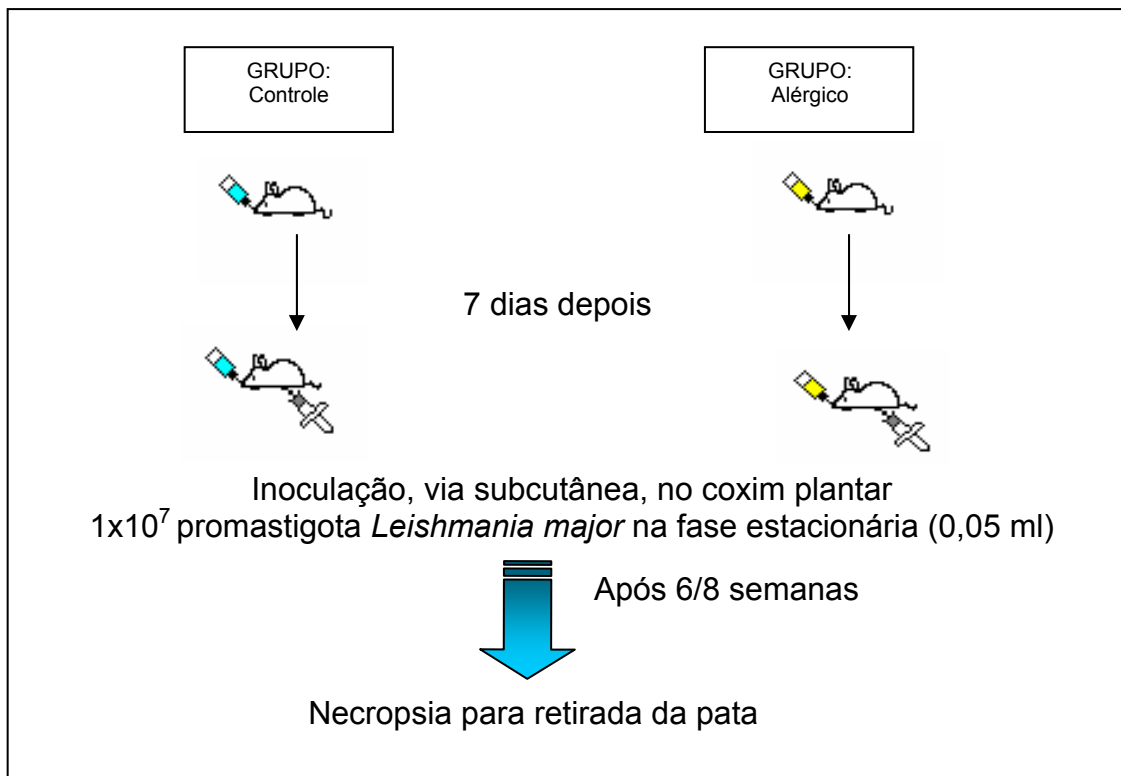 GRUPO:
Controle
GRUPO:
Alérgico
7 dias depois
Inoculação, via subcutânea, no coxim plantar
1x10⁷ promastigota Leishmania major na fase estacionária (0,05 ml)
Após 6/8 semanas
Necropsia para retirada da pata